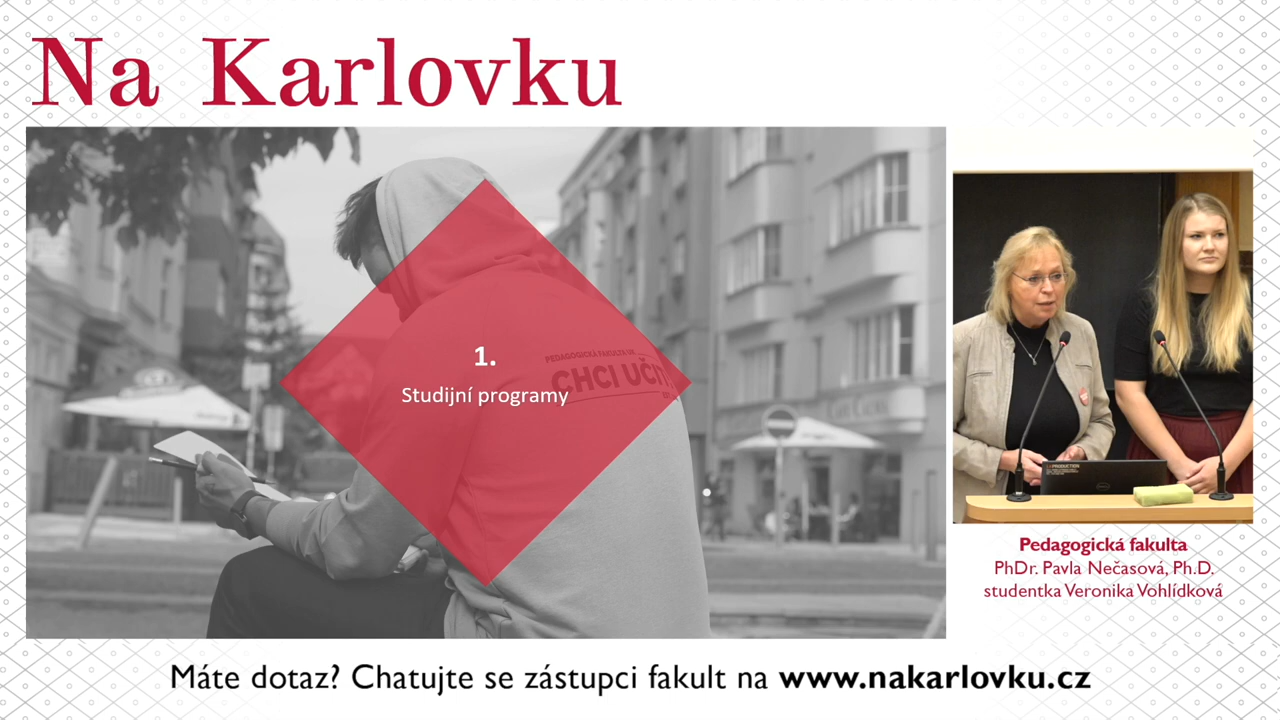 Na Karlovku
1.
Studijní programy
PEDAGOGICKÁ FAKULTA UK
CHCI UČIT
Pedagogická fakulta
PhDr. Pavla Nečasová, Ph.D.
studentka Veronika Vohlídková
Máte dotaz? Chatujte se zástupci fakult na www.nakarlovku.cz